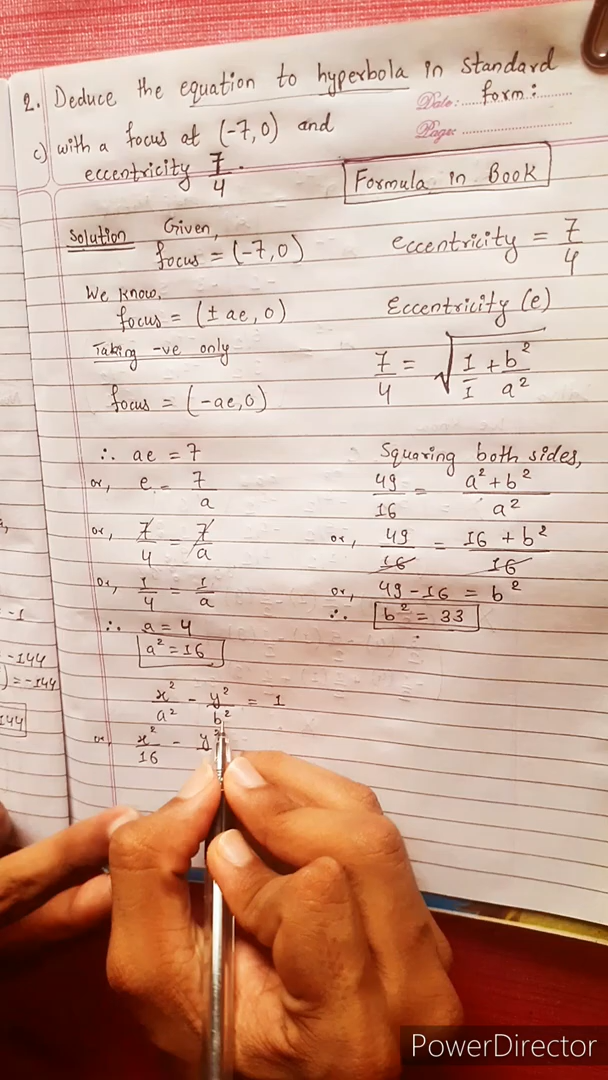 2. Deduce the equation to hyperbola in standard form:
Date:
Page:
c) with a focus at (-7,0) and
eccentricity 7/4.
Formula in Book
Solution Given,
focus = (-7,0)
We know,
focus = (± ae, 0)
Taking -ve only
focus = (-ae, 0)
∴ ae = 7
or, e = 7/a
or, 7/4 = 7/a
or, 1/4 = 1/a
∴ a = 4
a² = 16
eccentricity = 7/4
Eccentricity (e)
7/4 = √(1/1 + b²/a²)
Squaring both sides,
49/16 = (a² + b²)/a²
or, 49/16 = (16 + b²)/16
or, 49 - 16 = b²
∴ b² = 33
x²/a² - y²/b² = 1
or, x²/16 - y²
= -1
= -144
) = -144
144
PowerDirector